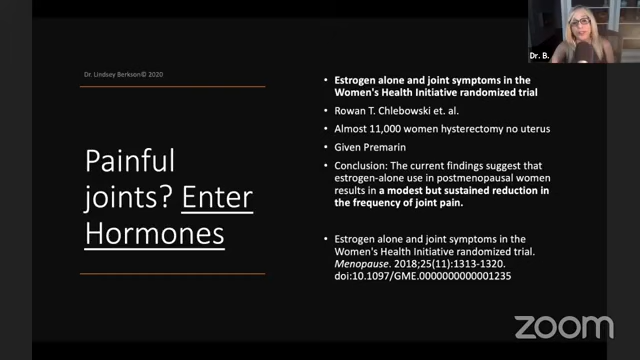 Dr. B.
Dr. Lindsey Berkson© 2020
Painful
joints? Enter
Hormones
• Estrogen alone and joint symptoms in the
Women's Health Initiative randomized trial
• Rowan T. Chlebowski et. al.
• Almost 11,000 women hysterectomy no uterus
• Given Premarin
• Conclusion: The current findings suggest that
estrogen-alone use in postmenopausal women
results in a modest but sustained reduction in
the frequency of joint pain.
• Estrogen alone and joint symptoms in the
Women's Health Initiative randomized trial.
Menopause. 2018;25(11):1313-1320.
doi:10.1097/GME.0000000000001235
zoom